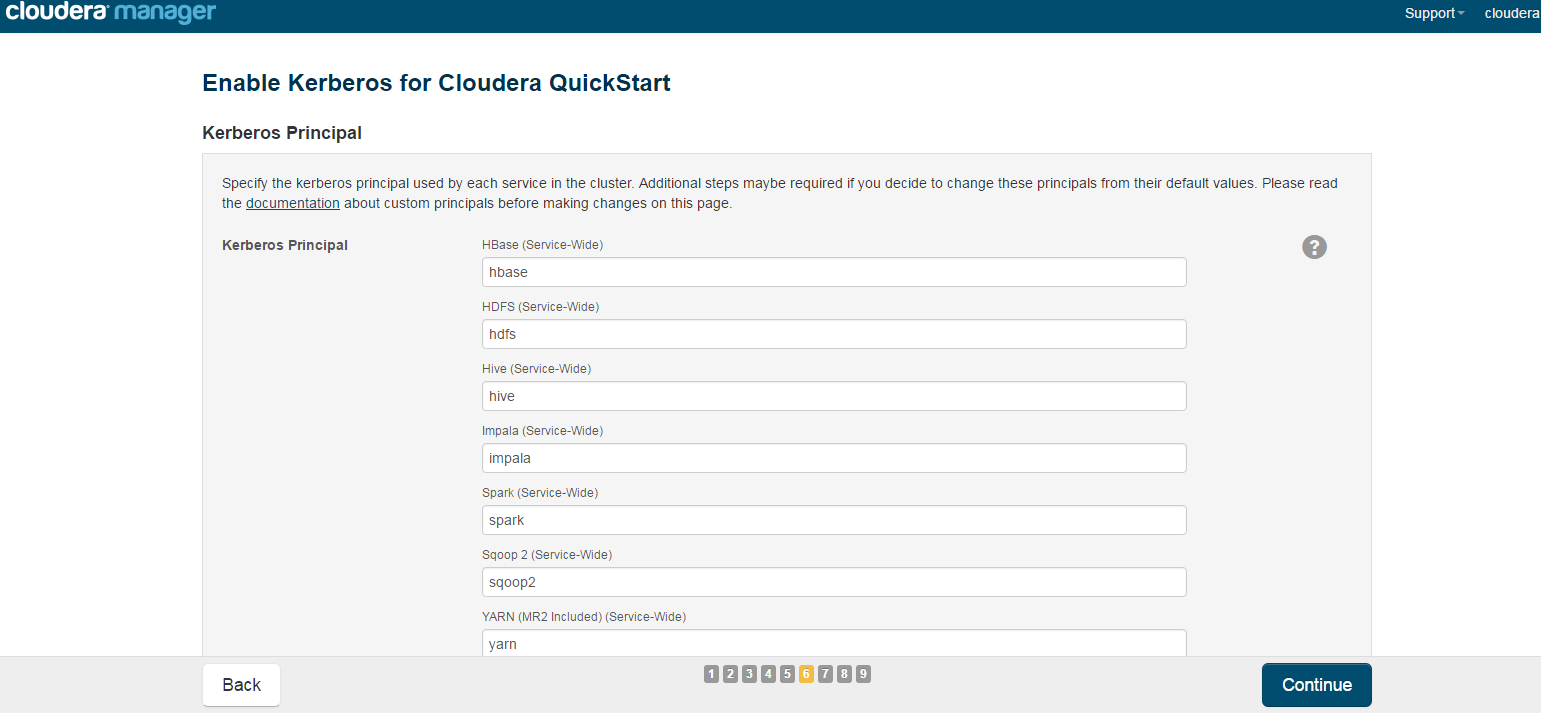 cloudera manager
Support
cloudera
Enable Kerberos for Cloudera QuickStart
Kerberos Principal
Specify the kerberos principal used by each service in the cluster. Additional steps maybe required if you decide to change these principals from their default values. Please read
the documentation about custom principals before making changes on this page.
Kerberos Principal
HBase (Service-Wide)
?
hbase
HDFS (Service-Wide)
hdfs
Hive (Service-Wide)
hive
Impala (Service-Wide)
impala
Spark (Service-Wide)
spark
Sqoop 2 (Service-Wide)
sqoop2
YARN (MR2 Included) (Service-Wide)
yarn
Back
1 2 3 4 5 6 7 8 9
Continue